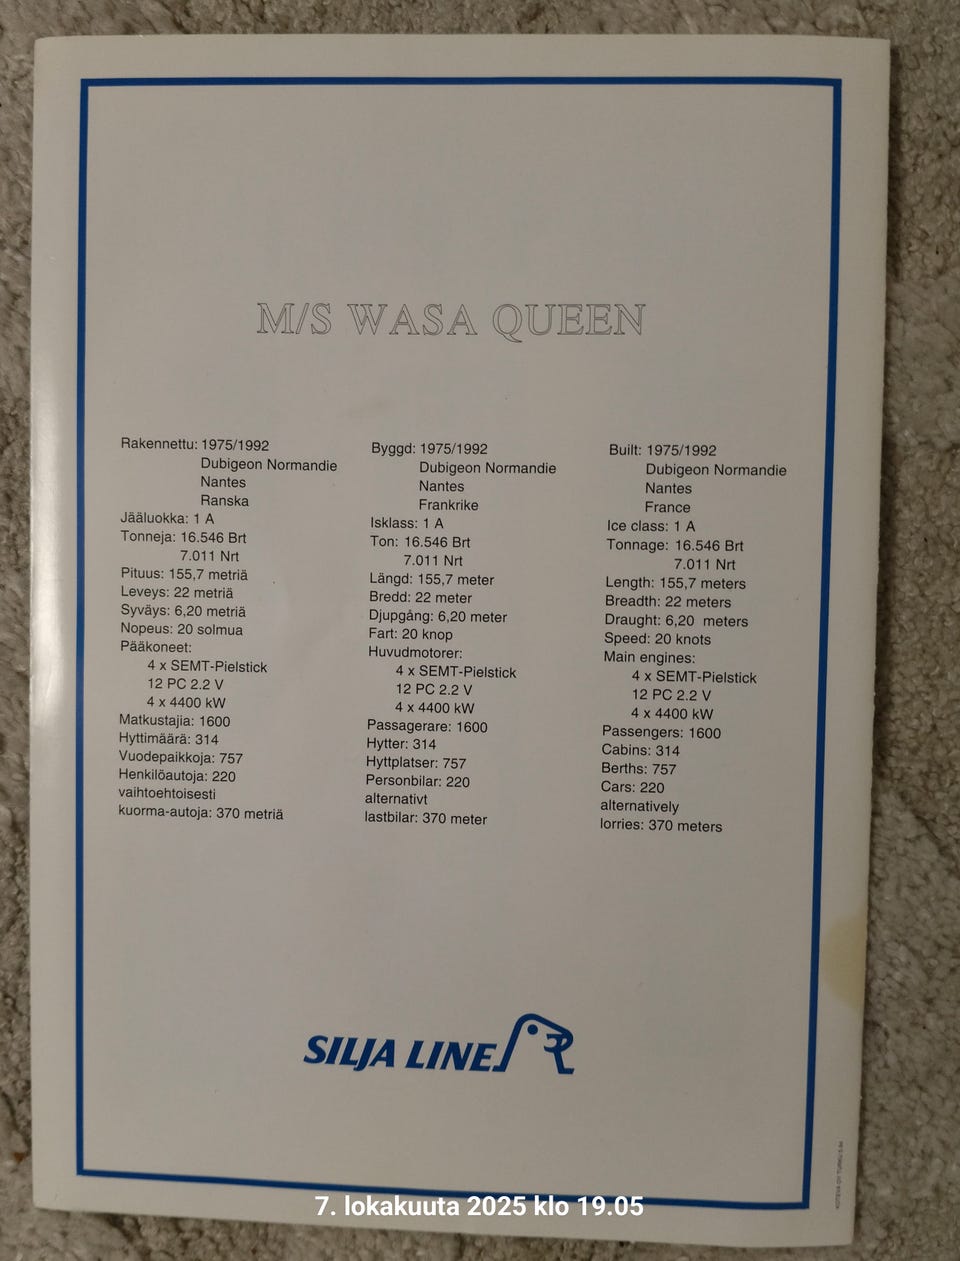 M/S WASA QUEEN
Rakennettu: 1975/1992
Dubigeon Normandie
Nantes
Ranska
Jääluokka: 1 A
Tonneja: 16.546 Brt
7.011 Nrt
Pituus: 155,7 metriä
Leveys: 22 metriä
Syväys: 6,20 metriä
Nopeus: 20 solmua
Pääkoneet:
4 x SEMT-Pielstick
12 PC 2.2 V
4 x 4400 kW
Matkustajia: 1600
Hyttimäärä: 314
Vuodepaikkoja: 757
Henkilöautoja: 220
vaihtoehtoisesti
kuorma-autoja: 370 metriä
Byggd: 1975/1992
Dubigeon Normandie
Nantes
Frankrike
Isklass: 1 A
Ton: 16.546 Brt
7.011 Nrt
Längd: 155,7 meter
Bredd: 22 meter
Djupgång: 6,20 meter
Fart: 20 knop
Huvudmotorer:
4 x SEMT-Pielstick
12 PC 2.2 V
4 x 4400 kW
Passagerare: 1600
Hytter: 314
Hyttplatser: 757
Personbilar: 220
alternativt
lastbilar: 370 meter
Built: 1975/1992
Dubigeon Normandie
Nantes
France
Ice class: 1 A
Tonnage: 16.546 Brt
7.011 Nrt
Length: 155,7 meters
Breadth: 22 meters
Draught: 6,20 meters
Speed: 20 knots
Main engines:
4 x SEMT-Pielstick
12 PC 2.2 V
4 x 4400 kW
Passengers: 1600
Cabins: 314
Berths: 757
Cars: 220
alternatively
lorries: 370 meters
SILJA LINE
7. lokakuuta 2025 klo 19.05